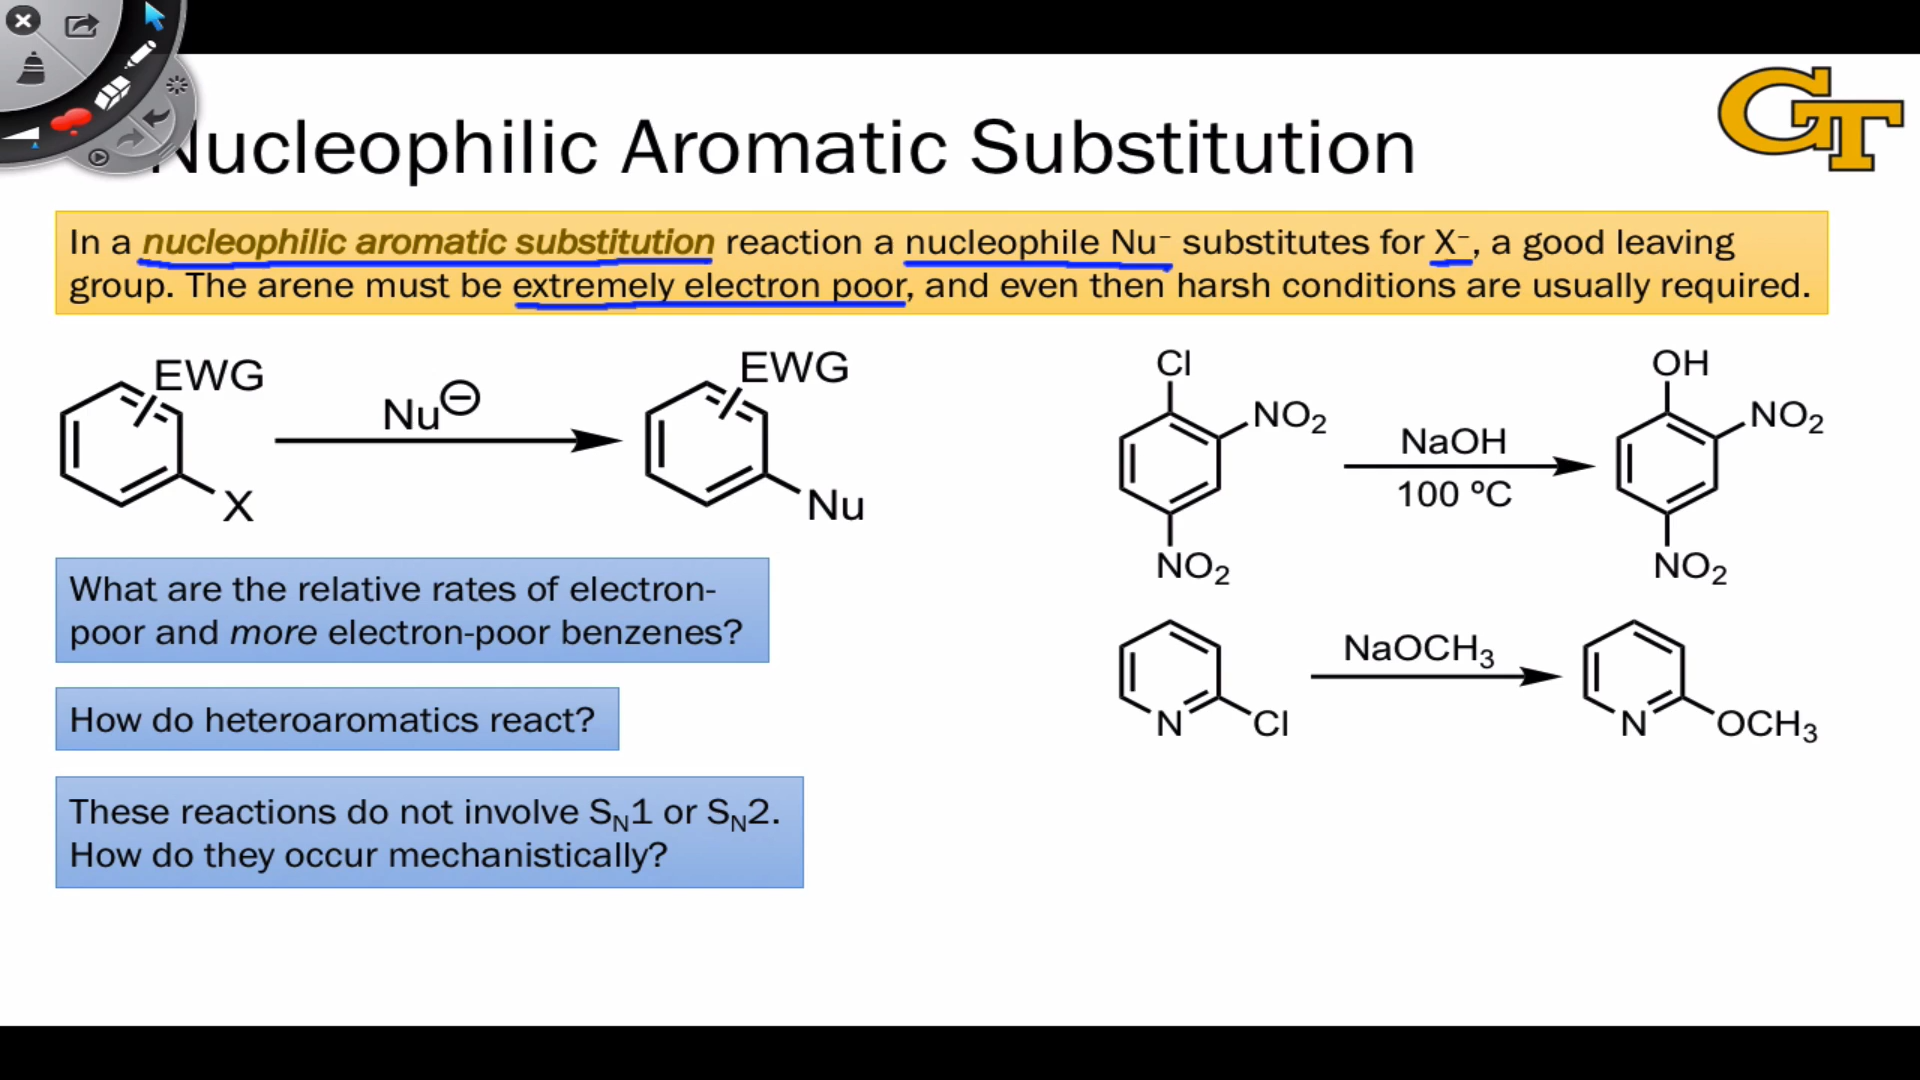 GT
Nucleophilic Aromatic Substitution
In a nucleophilic aromatic substitution reaction a nucleophile Nu⁻ substitutes for X⁻, a good leaving
group. The arene must be extremely electron poor, and even then harsh conditions are usually required.
EWG
X
Nu⊖
EWG
Nu
Cl
NO₂
NO₂
NaOH
100 ºC
OH
NO₂
NO₂
What are the relative rates of electron-
poor and more electron-poor benzenes?
N
Cl
NaOCH₃
N
OCH₃
How do heteroaromatics react?
These reactions do not involve SN1 or SN2.
How do they occur mechanistically?